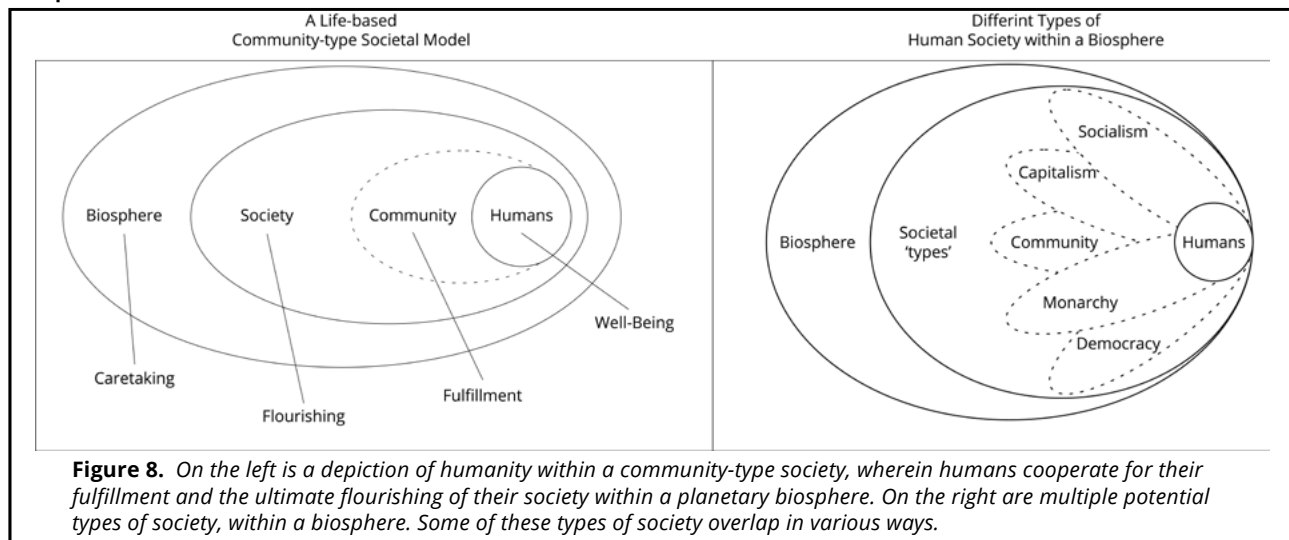 A Life-based
Community-type Societal Model
Differint Types of
Human Society within a Biosphere
Biosphere
Society
Community
Humans
Well-Being
Caretaking
Fulfillment
Flourishing
Socialism
Capitalism
Biosphere
Societal
'types'
Community
Humans
Monarchy
Democracy
Figure 8. On the left is a depiction of humanity within a community-type society, wherein humans cooperate for their
fulfillment and the ultimate flourishing of their society within a planetary biosphere. On the right are multiple potential
types of society, within a biosphere. Some of these types of society overlap in various ways.